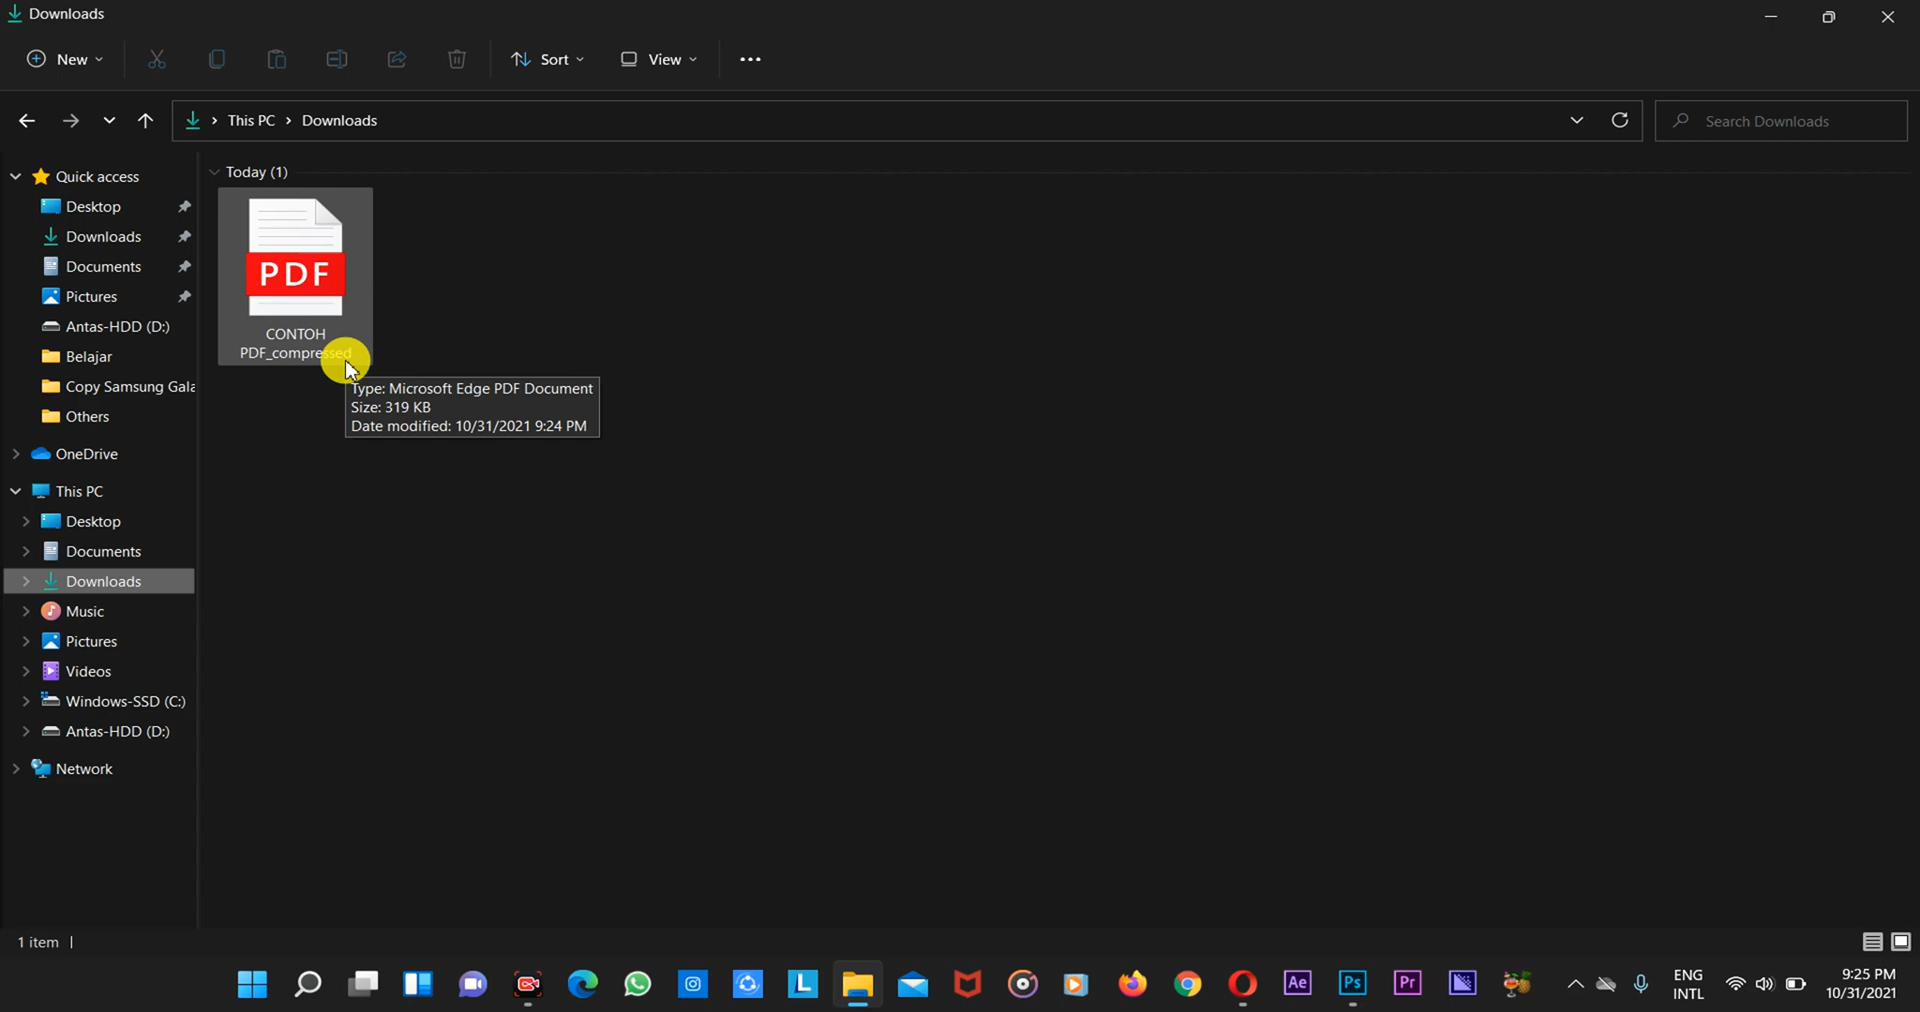 Downloads
New
Sort
View
This PC > Downloads
Search Downloads
Quick access
Desktop
Downloads
Documents
Pictures
Antas-HDD (D:)
Belajar
Copy Samsung Gala
Others
OneDrive
This PC
Desktop
Documents
Downloads
Music
Pictures
Videos
Windows-SSD (C:)
Antas-HDD (D:)
Network
Today (1)
PDF
CONTOH
PDF_compressed
Type: Microsoft Edge PDF Document
Size: 319 KB
Date modified: 10/31/2021 9:24 PM
1 item
L
Ae
Ps
Pr
ENG
INTL
9:25 PM
10/31/2021